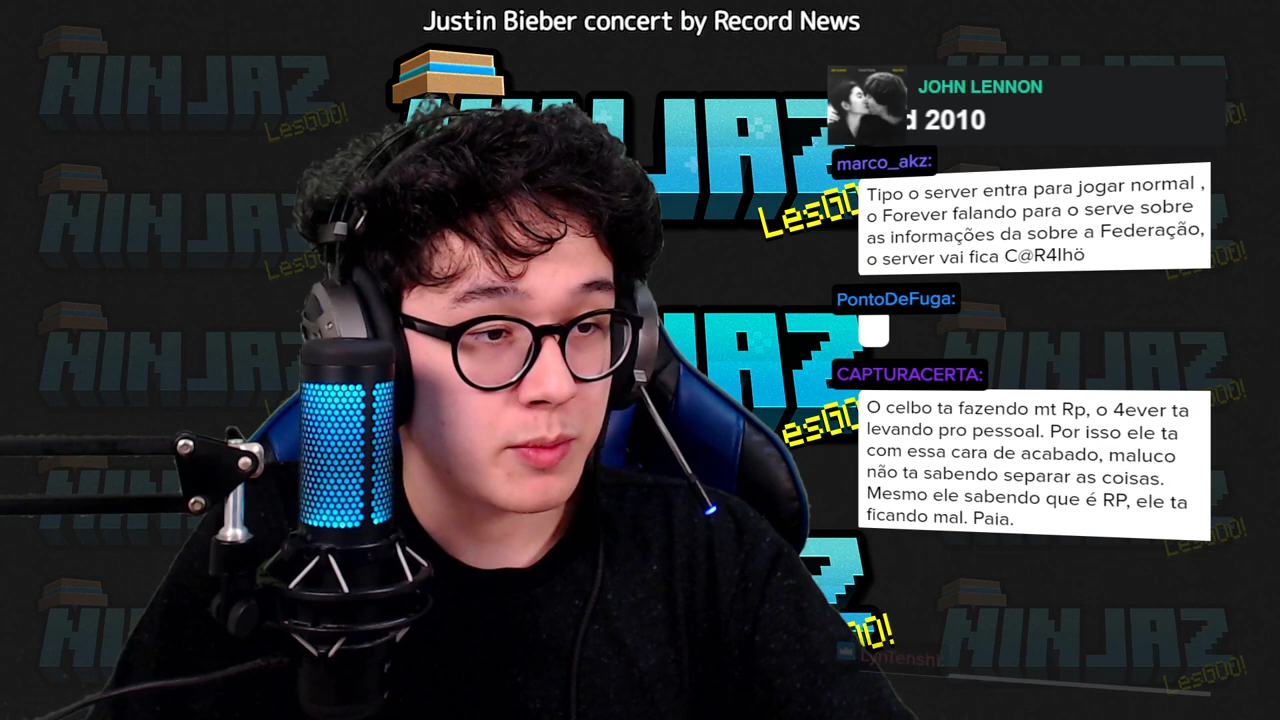 Justin Bieber concert by Record News
NINJAZ
LesGOO!
JOHN LENNON
d 2010
marco_akz:
Tipo o server entra para jogar normal ,
o Forever falando para o serve sobre
as informações da sobre a Federação,
o server vai fica C@R4lhö
PontoDeFuga:
CAPTURACERTA:
O celbo ta fazendo mt Rp, o 4ever ta
levando pro pessoal. Por isso ele ta
com essa cara de acabado, maluco
não ta sabendo separar as coisas.
Mesmo ele sabendo que é RP, ele ta
ficando mal. Paia.
LynTenshi